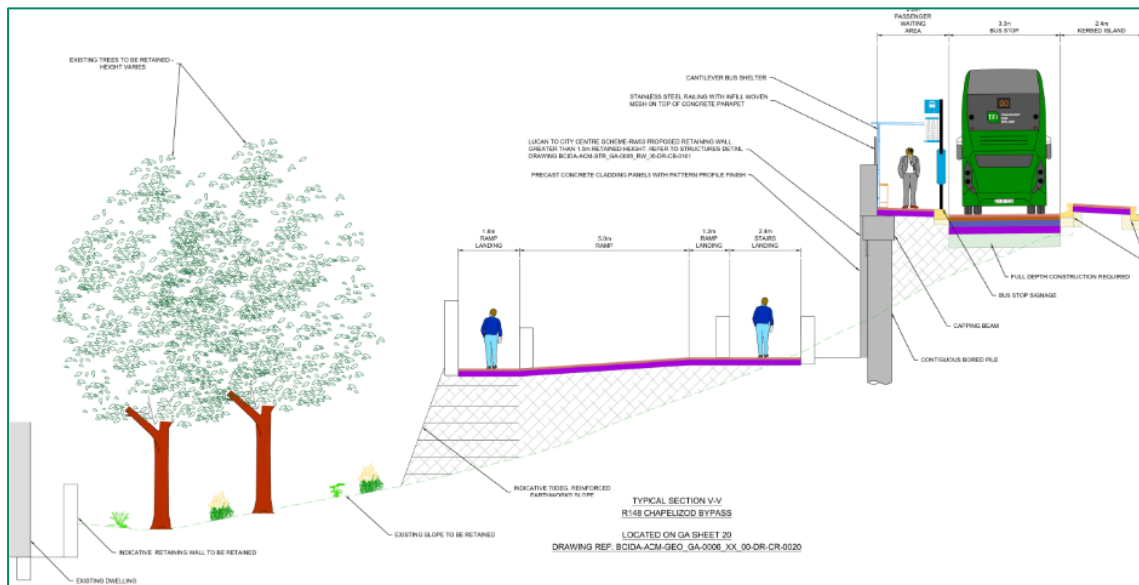 PASSENGER
WAITING
AREA
3.3m
BUS STOP
2.4m
KERBED ISLAND
EXISTING TREES TO BE RETAINED -
HEIGHT VARIES
CANTILEVER BUS SHELTER
STAINLESS STEEL RAILING WITH INFILL WOVEN
MESH ON TOP OF CONCRETE PARAPET
LUCAN TO CITY CENTRE SCHEME-RW03 PROPOSED RETAINING WALL
GREATER THAN 1.5m RETAINED HEIGHT. REFER TO STRUCTURES DETAIL
DRAWING BCIDA-ACM-STR_GA-0006_RW_00-DR-CB-0101
PRECAST CONCRETE CLADDING PANELS WITH PATTERN PROFILE FINISH
00
TFI
1.8m
RAMP
LANDING
5.0m
RAMP
1.2m
RAMP
LANDING
2.4m
STAIRS
LANDING
FULL DEPTH CONSTRUCTION REQUIRED
BUS STOP SIGNAGE
CAPPING BEAM
CONTIGUOUS BORED PILE
INDICATIVE 70DEG. REINFORCED
EARTHWORKS SLOPE
EXISTING SLOPE TO BE RETAINED
INDICATIVE RETAINING WALL TO BE RETAINED
EXISTING DWELLING
TYPICAL SECTION V-V
R148 CHAPELIZOD BYPASS
LOCATED ON GA SHEET 20
DRAWING REF: BCIDA-ACM-GEO_GA-0006_XX_00-DR-CR-0020